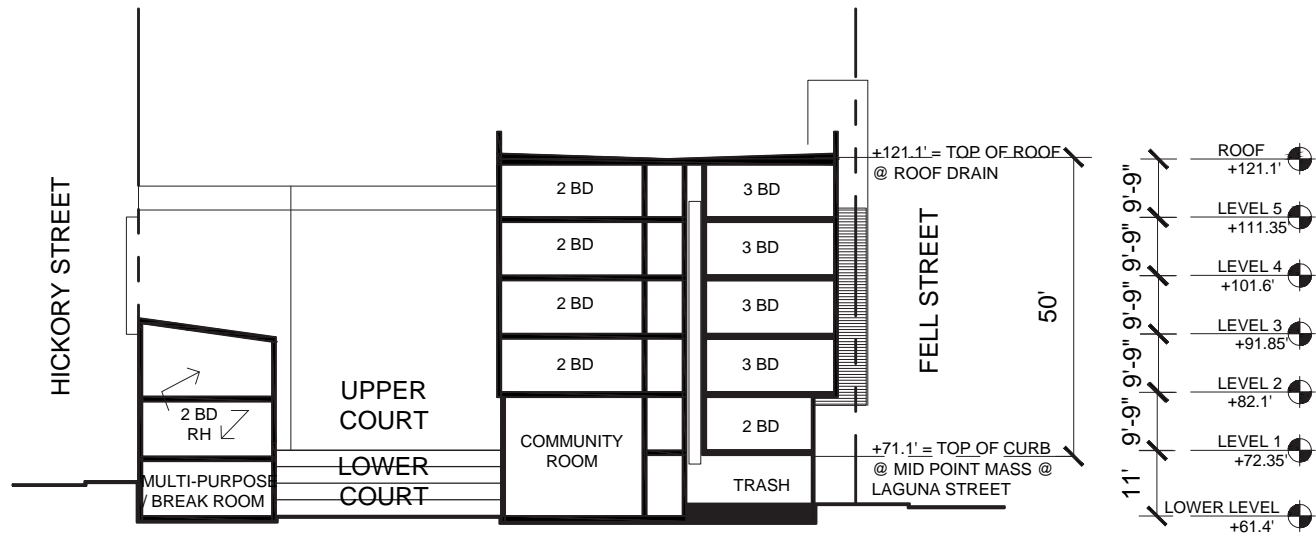 HICKORY STREET
2 BD
RH
MULTI-PURPOSE
/ BREAK ROOM
UPPER
COURT
LOWER
COURT
2 BD
3 BD
2 BD
3 BD
2 BD
3 BD
2 BD
3 BD
COMMUNITY
ROOM
2 BD
TRASH
+121.1' = TOP OF ROOF
@ ROOF DRAIN
FELL STREET
+71.1' = TOP OF CURB
@ MID POINT MASS @
LAGUNA STREET
50'
9'-9"
9'-9"
9'-9"
9'-9"
9'-9"
11'
ROOF
+121.1'
LEVEL 5
+111.35'
LEVEL 4
+101.6'
LEVEL 3
+91.85'
LEVEL 2
+82.1'
LEVEL 1
+72.35'
LOWER LEVEL
+61.4'